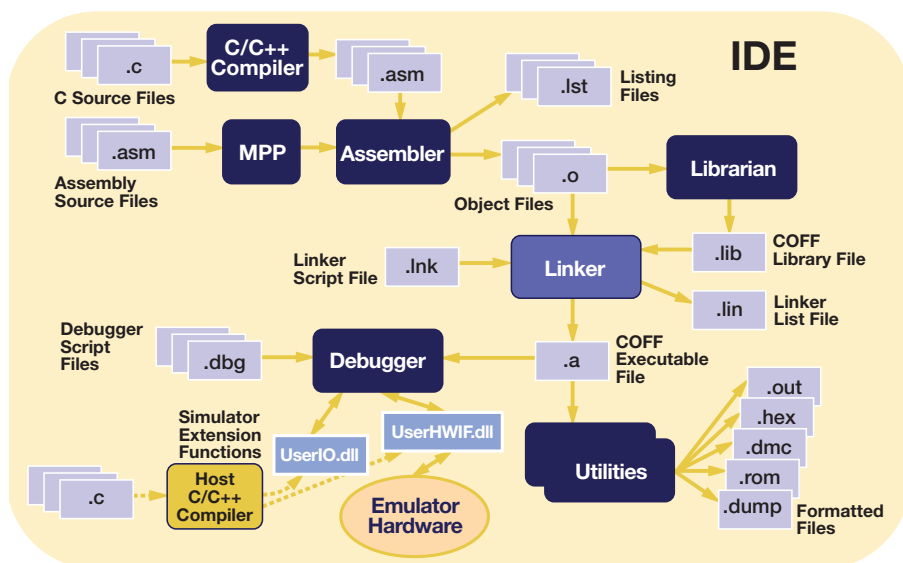 IDE
.c
C Source Files
C/C++
Compiler
.asm
.lst
Listing
Files
.asm
Assembly
Source Files
MPP
Assembler
.o
Object Files
Librarian
Linker
Script File
.lnk
Linker
.lib
COFF
Library File
.lin
Linker
List File
Debugger
Script
Files
.dbg
Debugger
.a
COFF
Executable
File
Simulator
Extension
Functions
UserIO.dll
UserHWIF.dll
.c
Host
C/C++
Compiler
Emulator
Hardware
Utilities
.out
.hex
.dmc
.rom
.dump
Formatted
Files